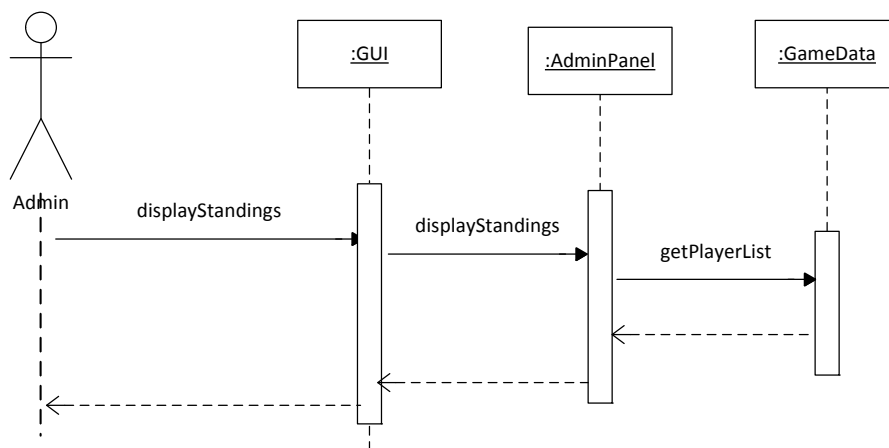 :GUI
:AdminPanel
:GameData
Admin
displayStandings
displayStandings
getPlayerList